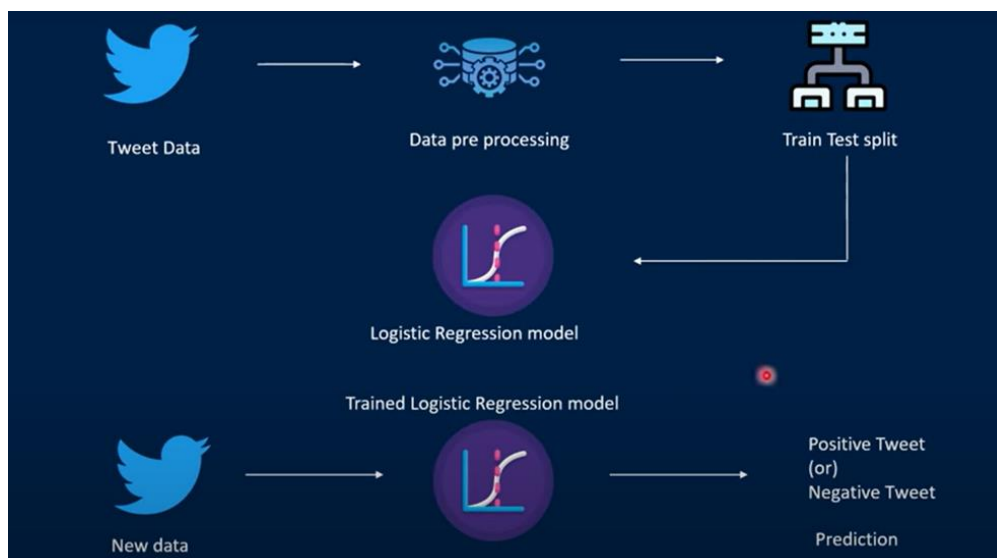 Tweet Data
Data pre processing
Train Test split
Logistic Regression model
Trained Logistic Regression model
New data
Positive Tweet
(or)
Negative Tweet
Prediction